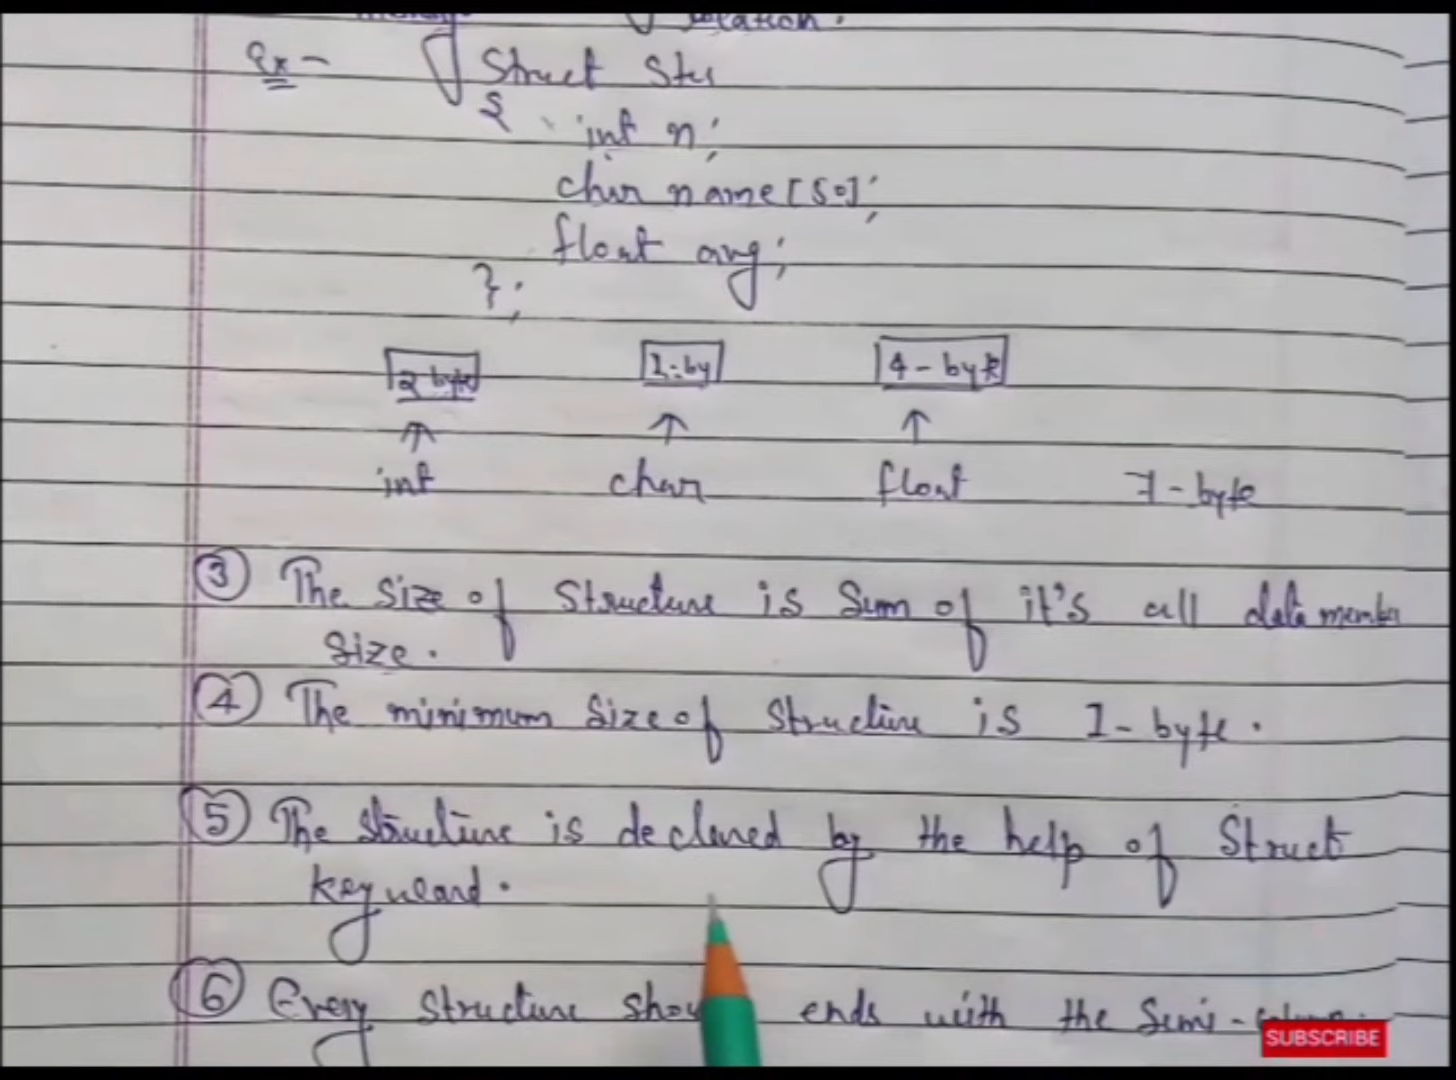 location.
Ex - Struct Stu
{ int n;
char name[50];
float avg;
};
2 byte 1-by 4-byte
int char float 7-byte
③ The Size of Structure is Sum of it's all data member
Size.
④ The minimum Size of Structure is 1-byte.
⑤ The structure is declared by the help of Struct
keyword.
⑥ Every Structure ends with the Semi-
SUBSCRIBE